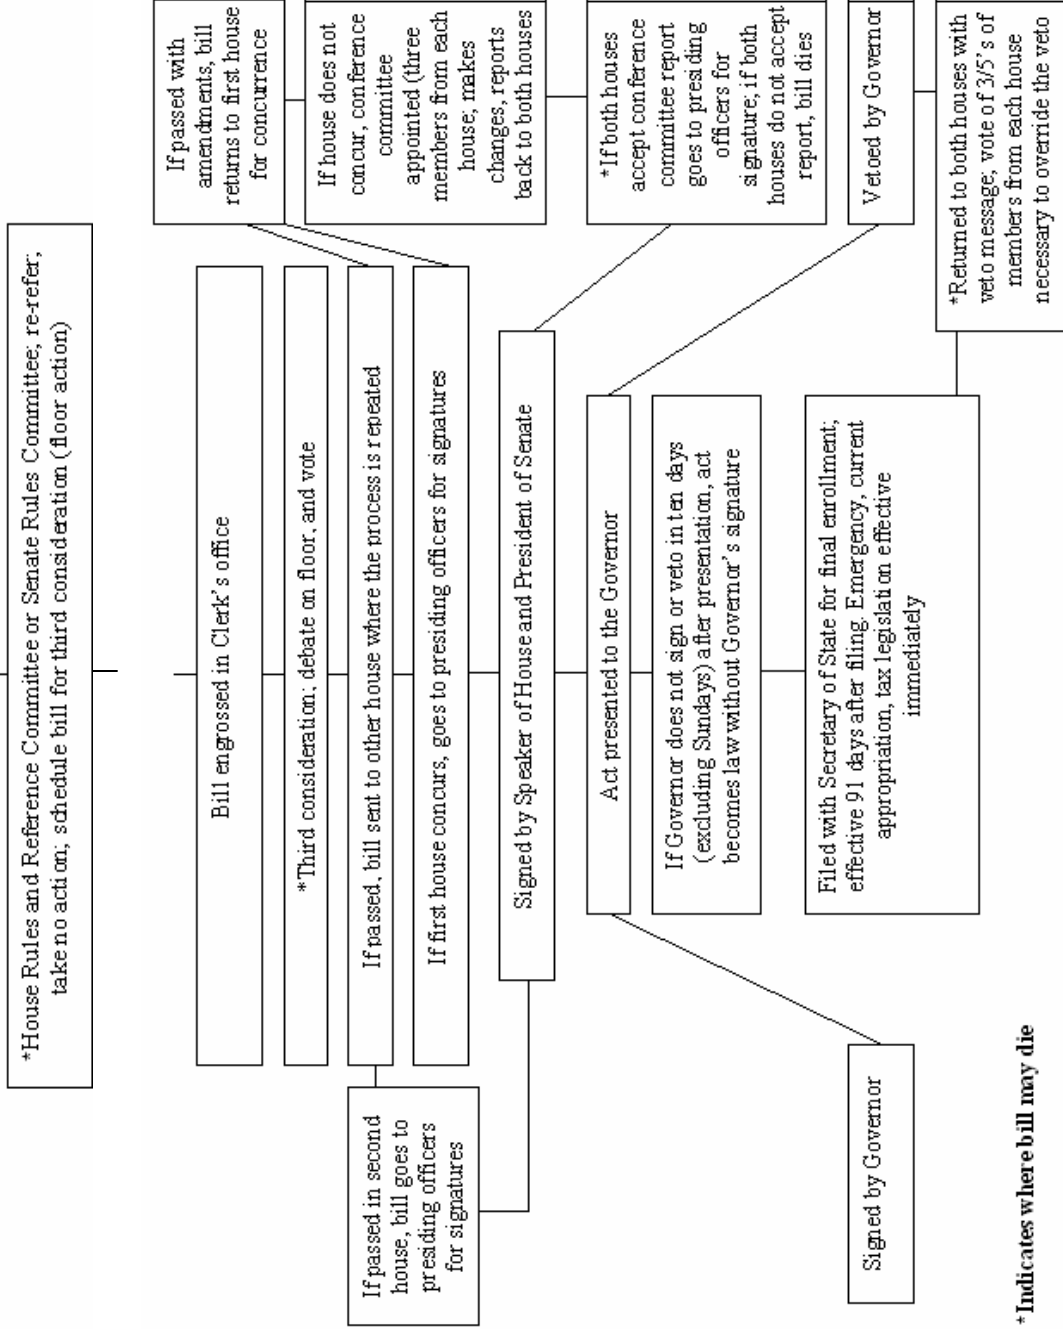 *House Rules and Reference Committee or Senate Rules Committee; re-refer;
take no action; schedule bill for third consideration (floor action)
Bill engrossed in Clerk's office
*Third consideration; debate on floor, and vote
If passed, bill sent to other house where the process is repeated
If first house concurs, goes to presiding officers for signatures
If passed in second
house, bill goes to
presiding officers
for signatures
If passed with
amendments, bill
returns to first house
for concurrence
If house does not
concur, conference
committee
appointed (three
members from each
house, makes
changes, reports
back to both houses
*If both houses
accept conference
committee report
goes to presiding
officers for
signature; if both
houses do not accept
report, bill dies
Signed by Speaker of House and President of Senate
Act presented to the Governor
If Governor does not sign or veto in ten days
(excluding Sundays) after presentation, act
becomes law without Governor's signature
Signed by Governor
Vetoed by Governor
*Returned to both houses with
veto message, vote of 3/5's of
members from each house
necessary to override the veto
Filed with Secretary of State for final enrollment;
effective 91 days after filing. Emergency, current
appropriation, tax legislation effective
immediately
*Indicates where bill may die